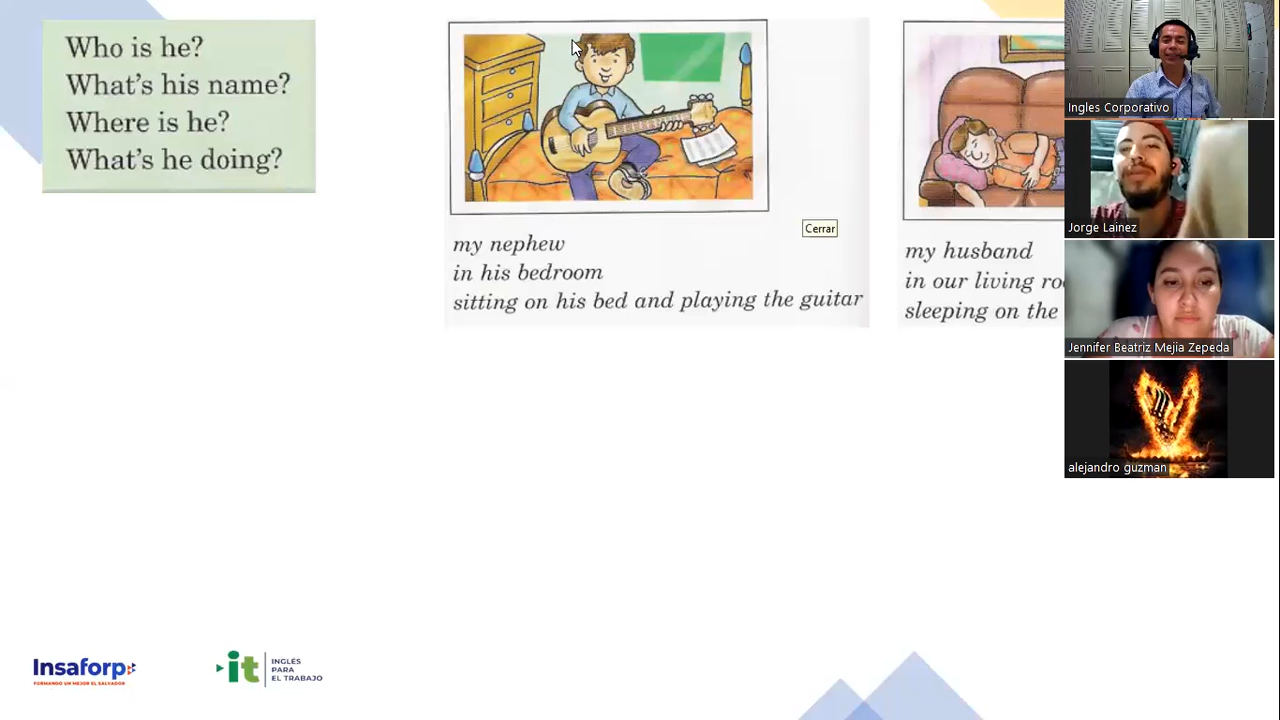 Who is he?
What's his name?
Where is he?
What's he doing?
my nephew
in his bedroom
sitting on his bed and playing the guitar
Cerrar
my husband
in our living
sleeping on the
Ingles Corporativo
Jorge Lainez
Jennifer Beatriz Mejia Zepeda
alejandro guzman
Insaforp
FORMANDO UN MEJOR EL SALVADOR
it
INGLÉS
PARA
EL TRABAJO